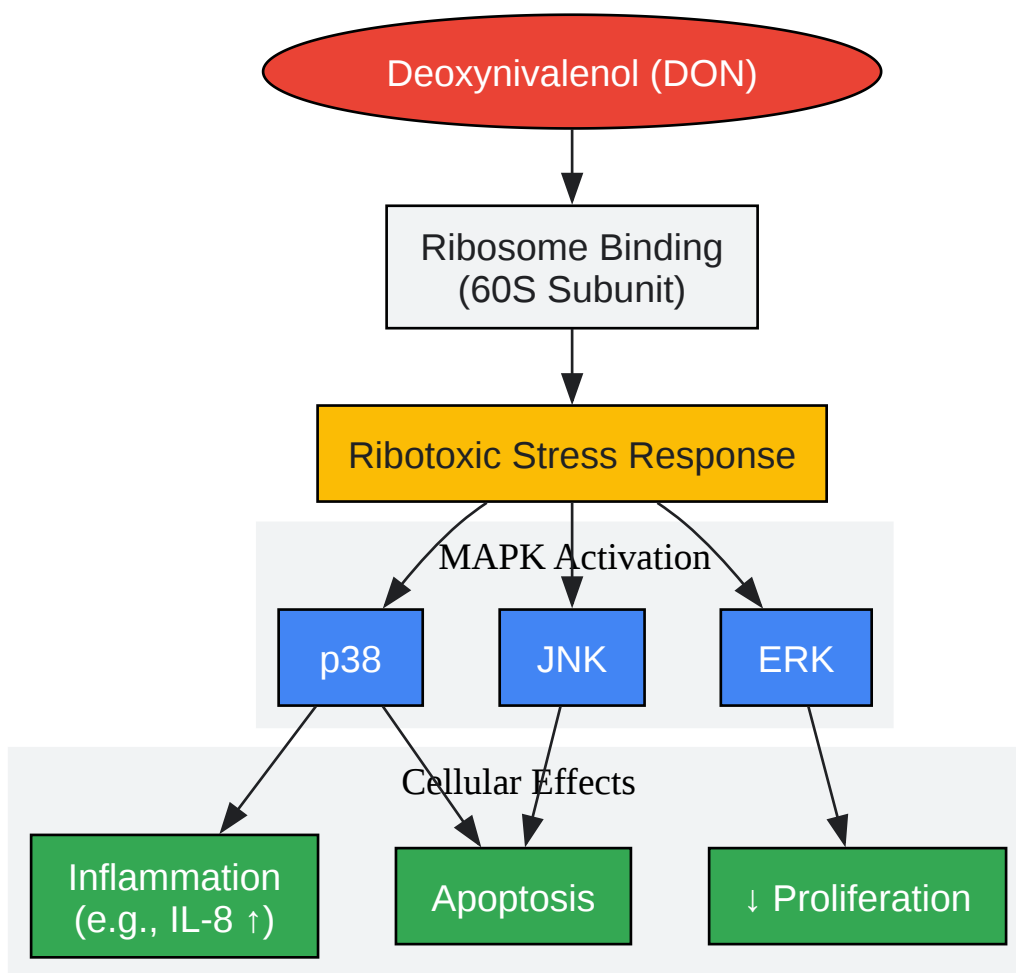 Deoxynivalenol (DON)
Ribosome Binding
(60S Subunit)
Ribotoxic Stress Response
MAPK Activation
p38
JNK
ERK
Cellular Effects
Inflammation
(e.g., IL-8 ↑)
Apoptosis
↓ Proliferation